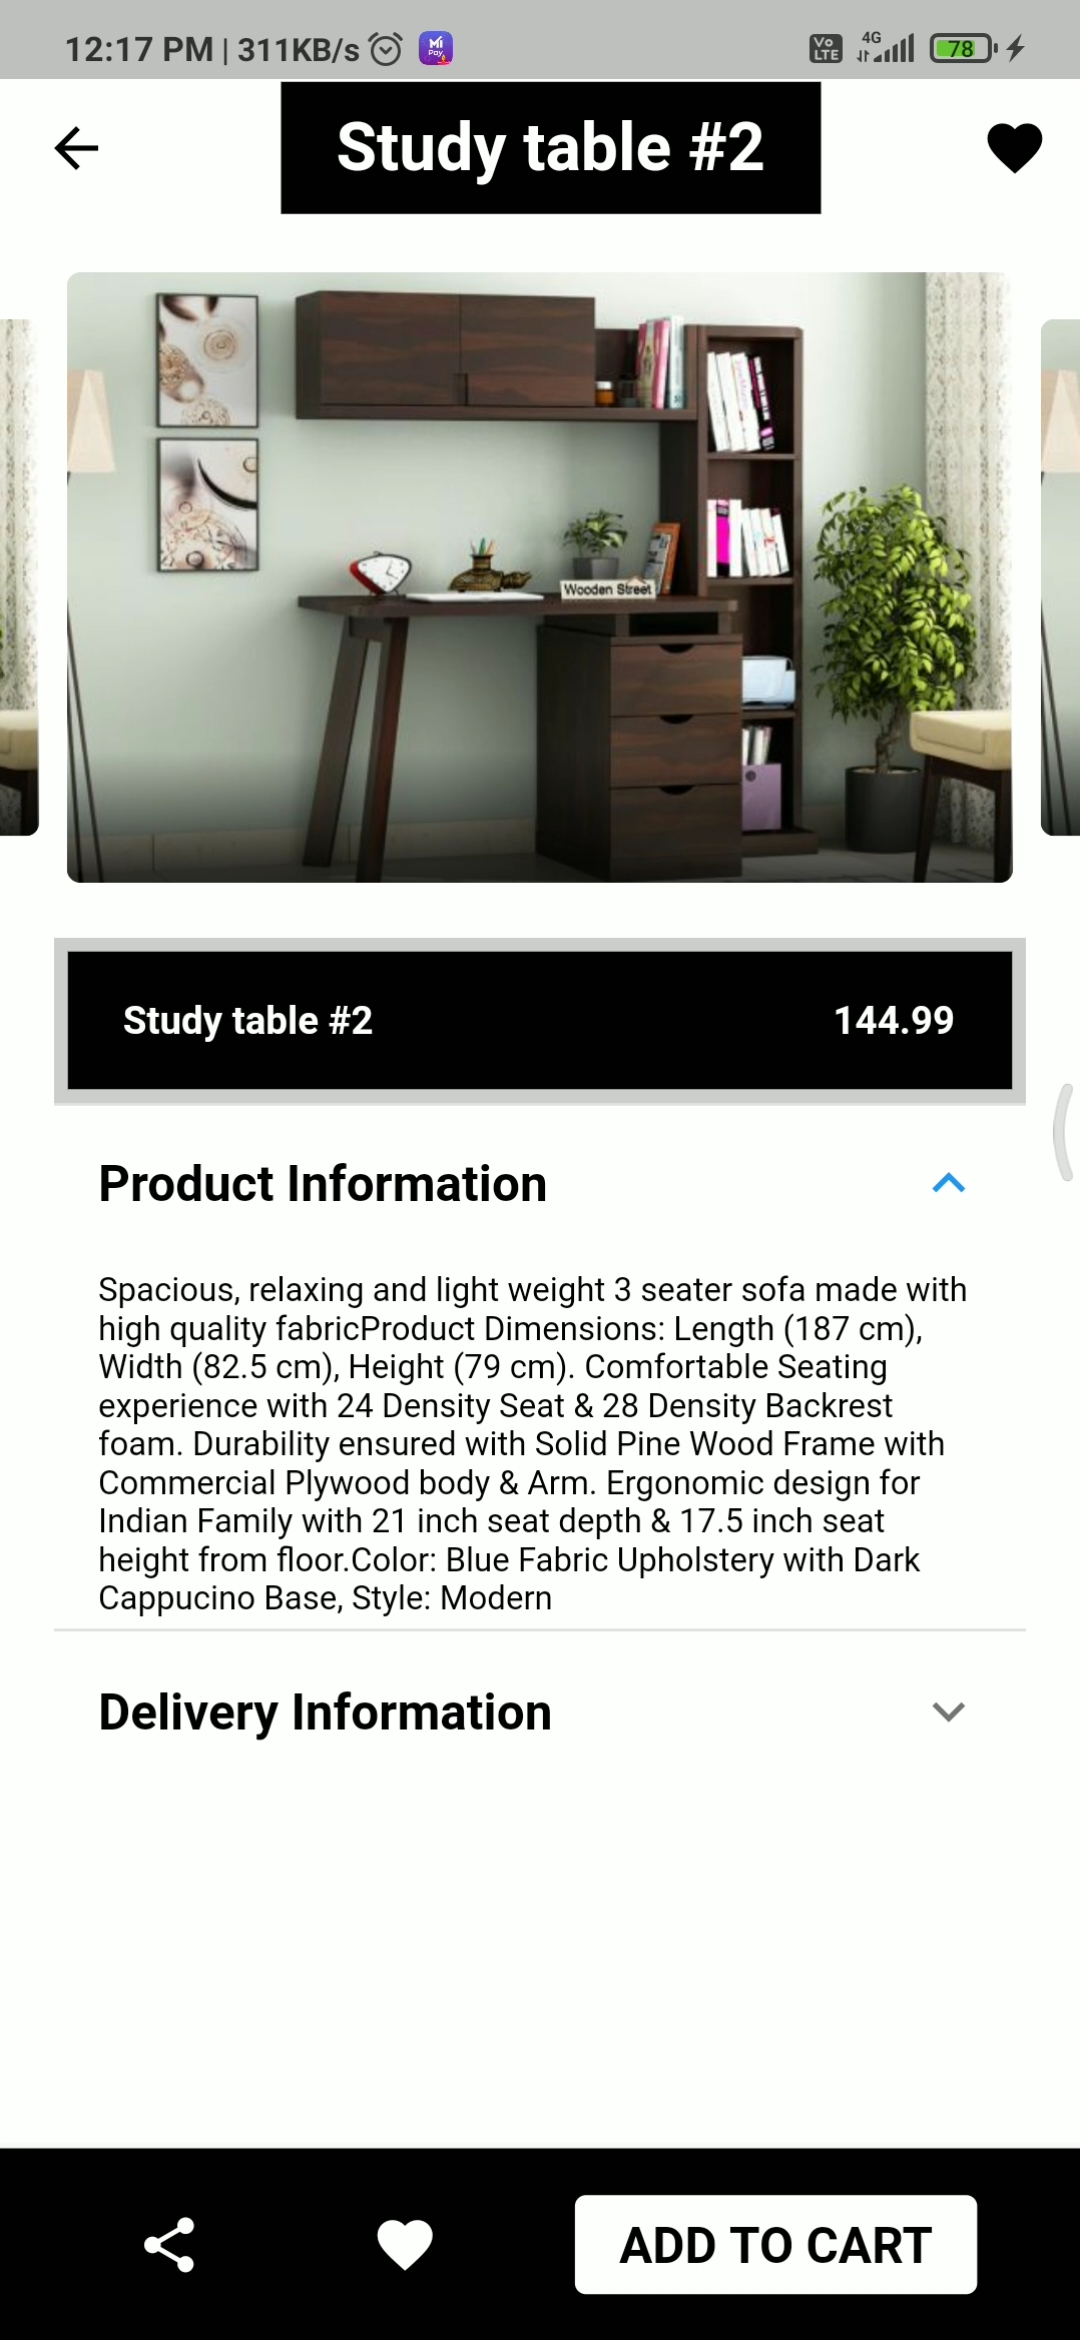 12:17 PM | 311KB/s
Mi
Pay
Vo
LTE
4G
78
Study table #2
Wooden Street
Study table #2
144.99
Product Information
Spacious, relaxing and light weight 3 seater sofa made with
high quality fabricProduct Dimensions: Length (187 cm),
Width (82.5 cm), Height (79 cm). Comfortable Seating
experience with 24 Density Seat & 28 Density Backrest
foam. Durability ensured with Solid Pine Wood Frame with
Commercial Plywood body & Arm. Ergonomic design for
Indian Family with 21 inch seat depth & 17.5 inch seat
height from floor.Color: Blue Fabric Upholstery with Dark
Cappucino Base, Style: Modern
Delivery Information
ADD TO CART